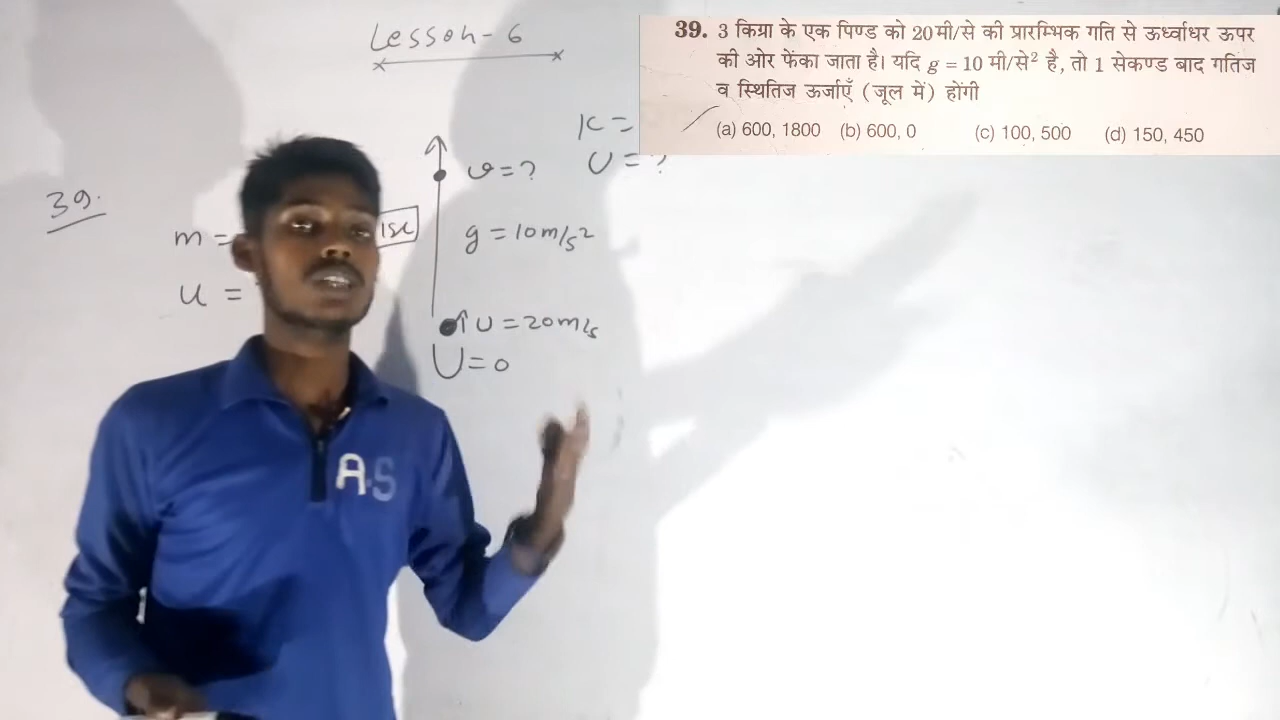 Lesson-6
39. 3 किग्रा के एक पिण्ड को 20 मी/से की प्रारम्भिक गति से ऊर्ध्वाधर ऊपर
की ओर फेंका जाता है। यदि g = 10 मी/से² है, तो 1 सेकण्ड बाद गतिज
व स्थितिज ऊर्जाएँ (जूल में) होंगी
(a) 600, 1800 (b) 600, 0 (c) 100, 500 (d) 150, 450
K =
U = ?
39.
v = ?
m =
1sec
g = 10m/s²
u =
u = 20m/s
U = 0
A.S